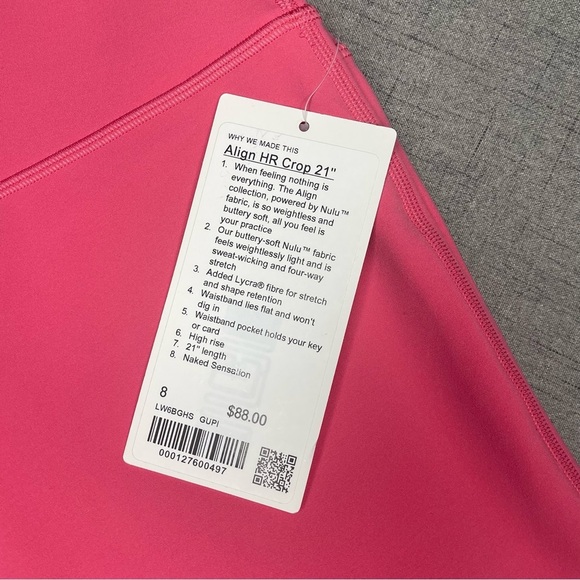 WHY WE MADE THIS
Align HR Crop 21"
1. When feeling nothing is
everything. The Align
collection, powered by Nulu™
fabric, is so weightless and
buttery soft, all you feel is
your practice
2. Our buttery-soft Nulu™ fabric
feels weightlessly light and is
sweat-wicking and four-way
stretch
3. Added Lycra® fibre for stretch
and shape retention
4. Waistband lies flat and won't
dig in
5. Waistband pocket holds your key
or card
6. High rise
7. 21" length
8. Naked Sensation
8 $88.00
LW6BGHS GUPI
000127600497